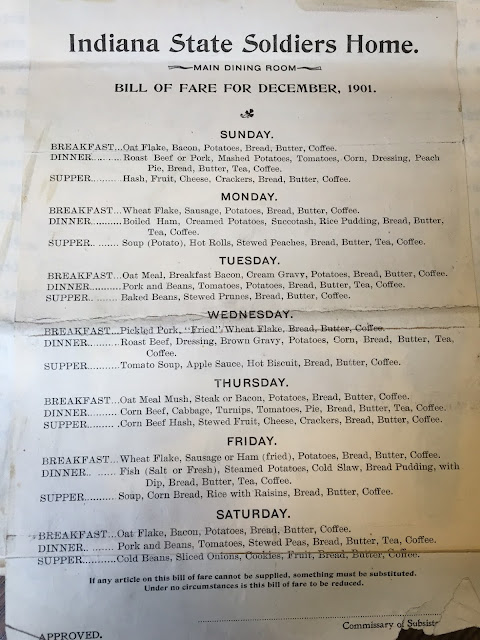 Indiana State Soldiers Home.
MAIN DINING ROOM
BILL OF FARE FOR DECEMBER, 1901.
SUNDAY.
BREAKFAST...Oat Flake, Bacon, Potatoes, Bread, Butter, Coffee.
DINNER........Roast Beef or Pork, Mashed Potatoes, Tomatoes, Corn, Dressing, Peach
Pie, Bread, Butter, Tea, Coffee.
SUPPER.........Hash, Fruit, Cheese, Crackers, Bread, Butter, Coffee.
MONDAY.
BREAKFAST...Wheat Flake, Sausage, Potatoes, Bread, Butter, Coffee.
DINNER..........Boiled Ham, Creamed Potatoes, Succotash, Rice Pudding, Bread, Butter,
Tea, Coffee.
SUPPER.. .......Soup (Potato), Hot Rolls, Stewed Peaches, Bread, Butter, Tea, Coffee.
TUESDAY.
BREAKFAST...Oat Meal, Breakfast Bacon, Cream Gravy, Potatoes, Bread, Butter, Coffee.
DINNER..........Pork and Beans, Tomatoes, Potatoes, Bread, Butter, Tea, Coffee.
SUPPER.. .......Baked Beans, Stewed Prunes, Bread, Butter, Coffee.
WEDNESDAY.
BREAKFAST...Pickled Pork, "Fried," Wheat Flake, Bread, Butter, Coffee.
DINNER..........Roast Beef, Dressing, Brown Gravy, Potatoes, Corn, Bread, Butter, Tea,
Coffee.
SUPPER..........Tomato Soup, Apple Sauce, Hot Biscuit, Bread, Butter, Coffee.
THURSDAY.
BREAKFAST...Oat Meal Mush, Steak or Bacon, Potatoes, Bread, Butter, Coffee.
DINNER..........Corn Beef, Cabbage, Turnips, Tomatoes, Pie, Bread, Butter, Tea, Coffee.
SUPPER..........Corn Beef Hash, Stewed Fruit, Cheese, Crackers, Bread, Butter, Coffee.
FRIDAY.
BREAKFAST...Wheat Flake, Sausage or Ham (fried), Potatoes, Bread, Butter, Coffee.
DINNER.. .......Fish (Salt or Fresh), Steamed Potatoes, Cold Slaw, Bread Pudding, with
Dip, Bread, Butter, Tea, Coffee.
SUPPER..........Soup, Corn Bread, Rice with Raisins, Bread, Butter, Coffee.
SATURDAY.
BREAKFAST...Oat Flake, Bacon, Potatoes, Bread, Butter, Coffee.
DINNER.. .......Pork and Beans, Tomatoes, Stewed Peas, Bread, Butter, Tea, Coffee.
SUPPER..........Cold Beans, Sliced Onions, Cookies, Fruit, Bread, Butter, Coffee.
If any article on this bill of fare cannot be supplied, something must be substituted.
Under no circumstances is this bill of fare to be reduced.
Commissary of Subsist
APPROVED.